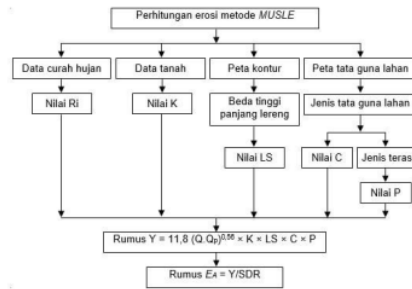 Perhitungan erosi metode MUSLE
Data curah hujan
Data tanah
Peta kontur
Peta tata guna lahan
Nilai Ri
Nilai K
Beda tinggi
panjang lereng
Jenis tata guna lahan
Nilai LS
Nilai C
Jenis teras
Nilai P
Rumus Y = 11,8 (Q.Qp)^0,56 × K × LS × C × P
Rumus EA = Y/SDR